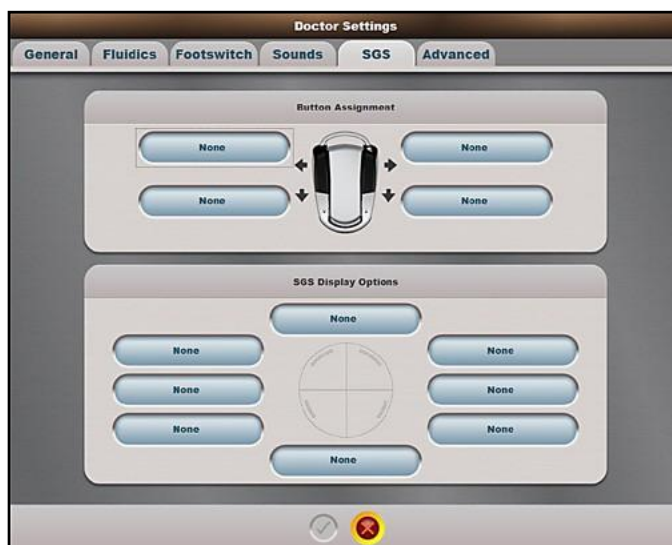 Doctor Settings
General Fluidics Footswitch Sounds SGS Advanced
Button Assignment
None None
None None
SGS Display Options
None
None None
None None
None None
None